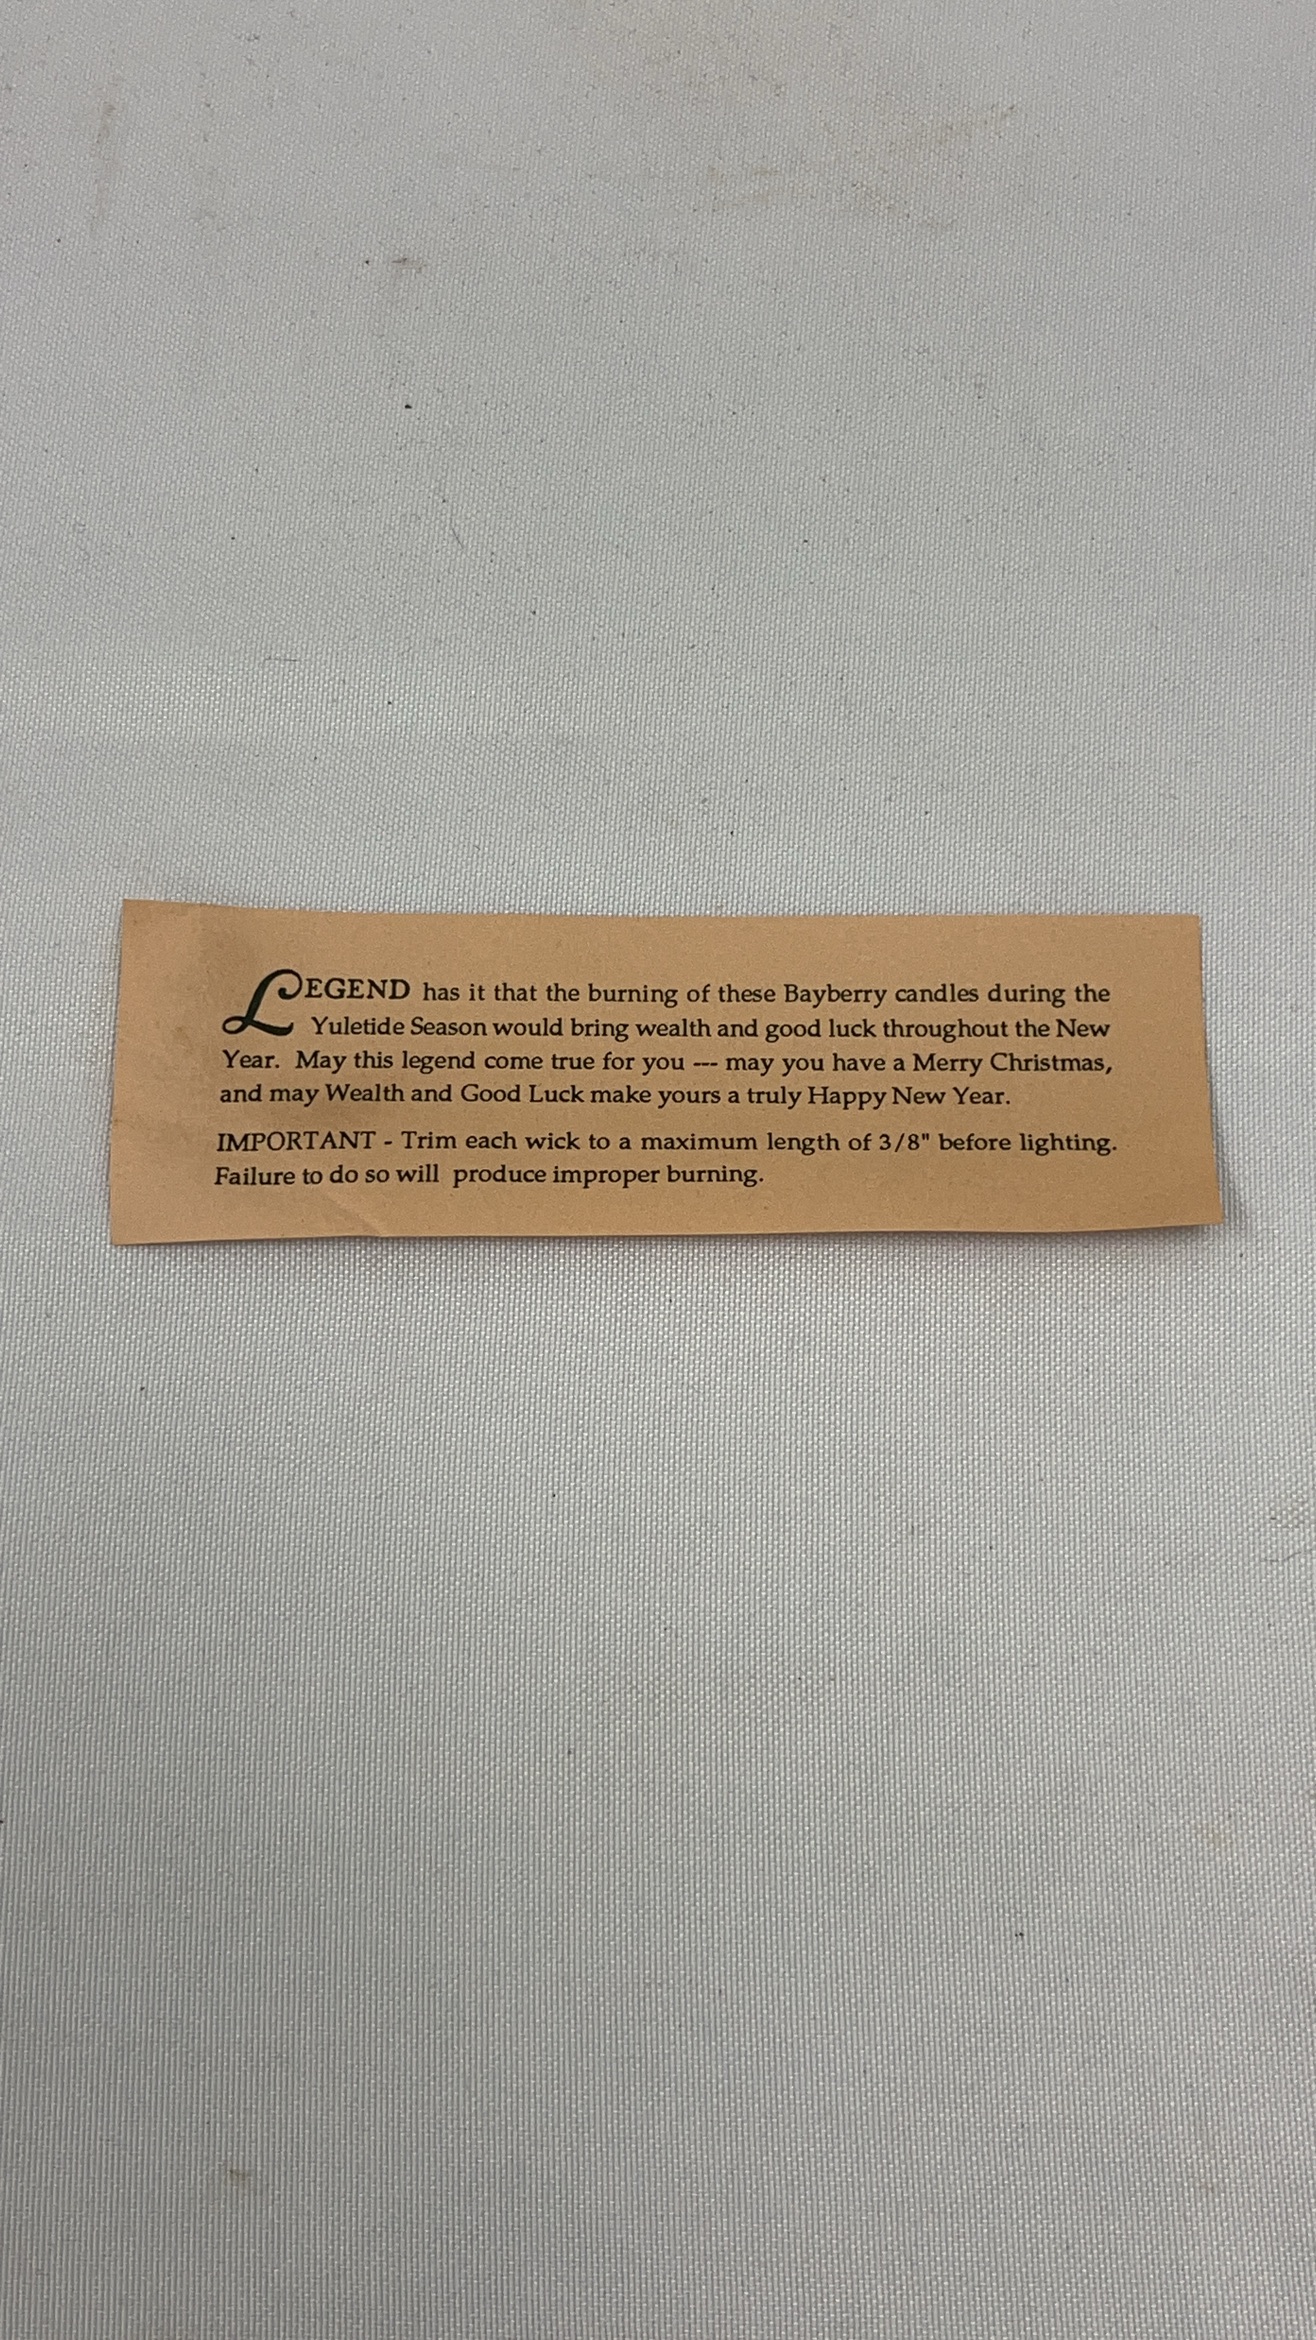 LEGEND has it that the burning of these Bayberry candles during the
Yuletide Season would bring wealth and good luck throughout the New
Year. May this legend come true for you --- may you have a Merry Christmas,
and may Wealth and Good Luck make yours a truly Happy New Year.
IMPORTANT - Trim each wick to a maximum length of 3/8" before lighting.
Failure to do so will produce improper burning.